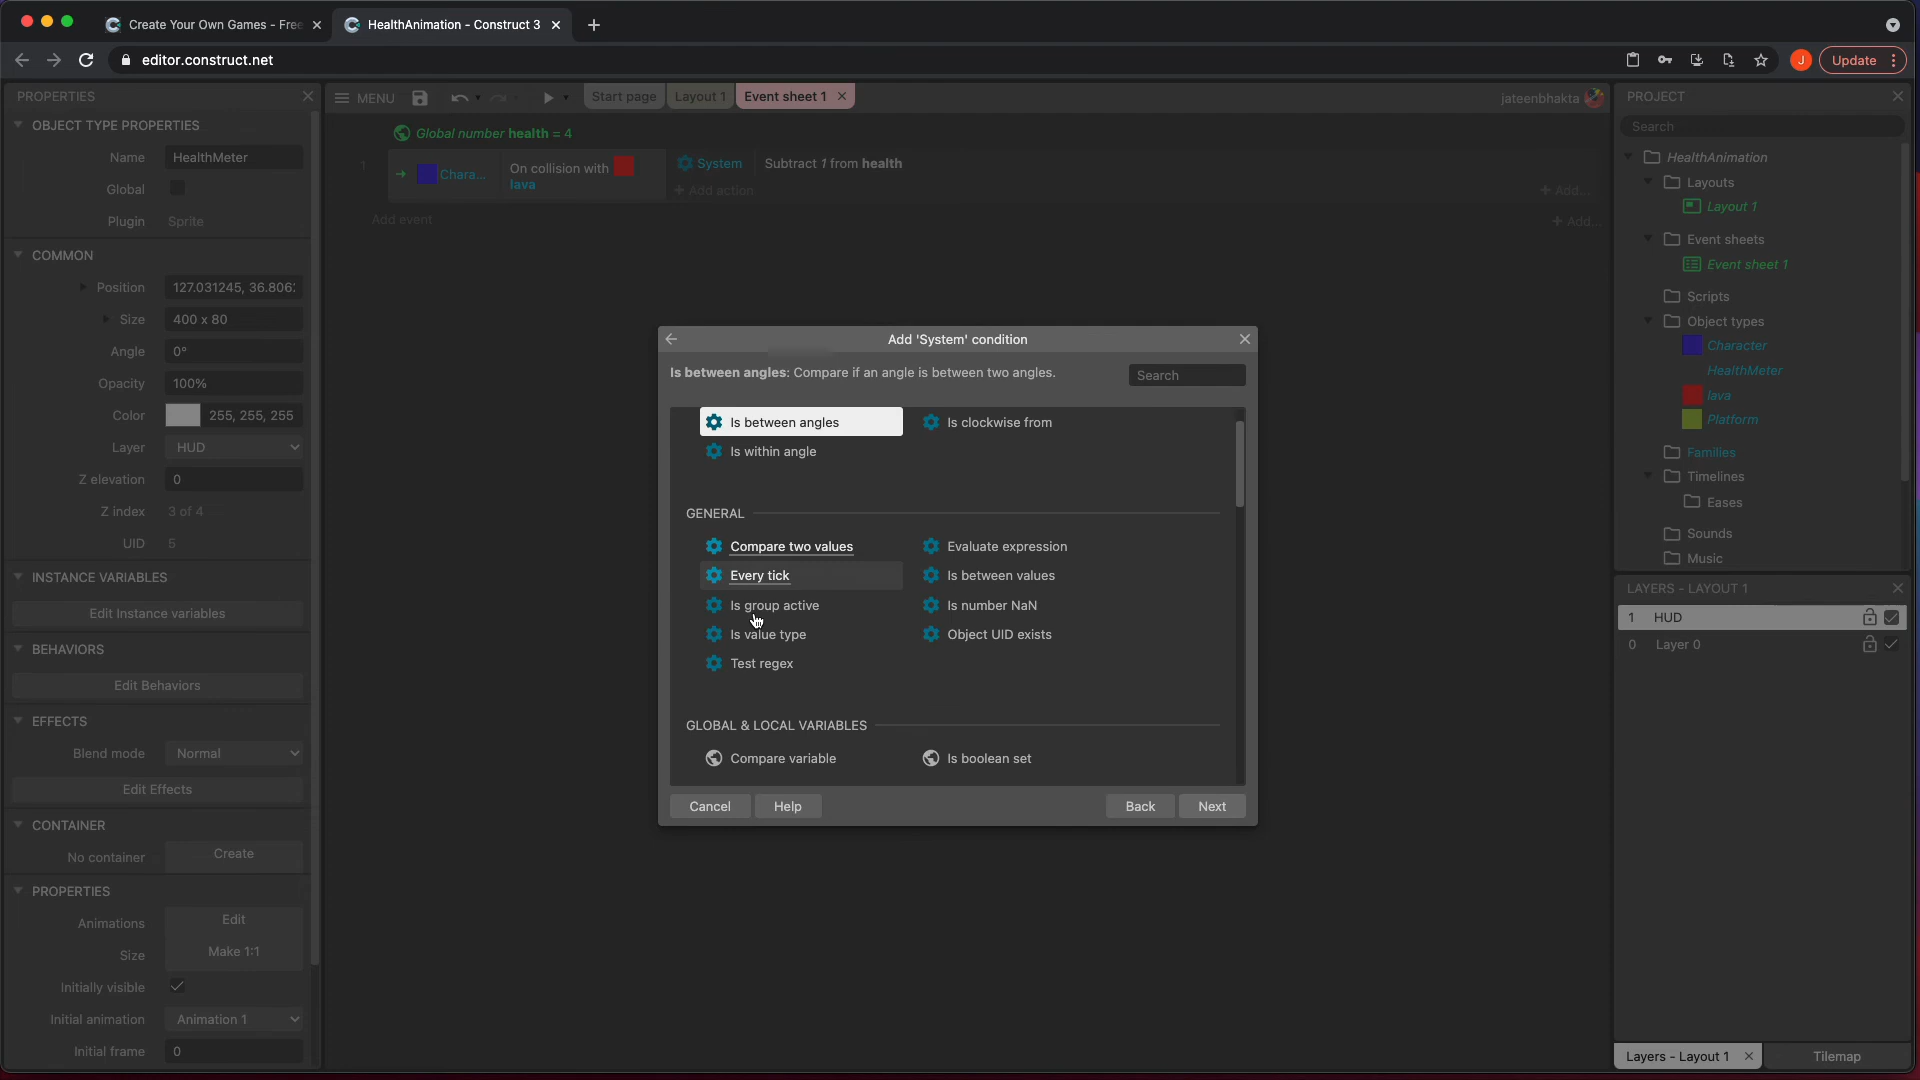 Create Your Own Games - Free
HealthAnimation - Construct 3
editor.construct.net
J
Update
PROPERTIES
MENU
Start page
Layout 1
Event sheet 1
jateenbhakta
PROJECT
OBJECT TYPE PROPERTIES
Name HealthMeter
Global
Plugin Sprite
COMMON
Position 127.031245, 36.806:
Size 400 x 80
Angle 0°
Opacity 100%
Color 255, 255, 255
Layer HUD
Z elevation 0
Z index 3 of 4
UID 5
INSTANCE VARIABLES
Edit Instance variables
BEHAVIORS
Edit Behaviors
EFFECTS
Blend mode Normal
Edit Effects
CONTAINER
No container Create
PROPERTIES
Animations Edit
Size Make 1:1
Initially visible
Initial animation Animation 1
Initial frame 0
Global number health = 4
1
Chara...
On collision with
lava
System
Subtract 1 from health
+ Add action
+ Add...
Add event
+ Add...
Add 'System' condition
Is between angles: Compare if an angle is between two angles.
Search
Is between angles
Is clockwise from
Is within angle
GENERAL
Compare two values
Evaluate expression
Every tick
Is between values
Is group active
Is number NaN
Is value type
Object UID exists
Test regex
GLOBAL & LOCAL VARIABLES
Compare variable
Is boolean set
Cancel
Help
Back
Next
Search
HealthAnimation
Layouts
Layout 1
Event sheets
Event sheet 1
Scripts
Object types
Character
HealthMeter
lava
Platform
Families
Timelines
Eases
Sounds
Music
LAYERS - LAYOUT 1
1 HUD
0 Layer 0
Layers - Layout 1
Tilemap